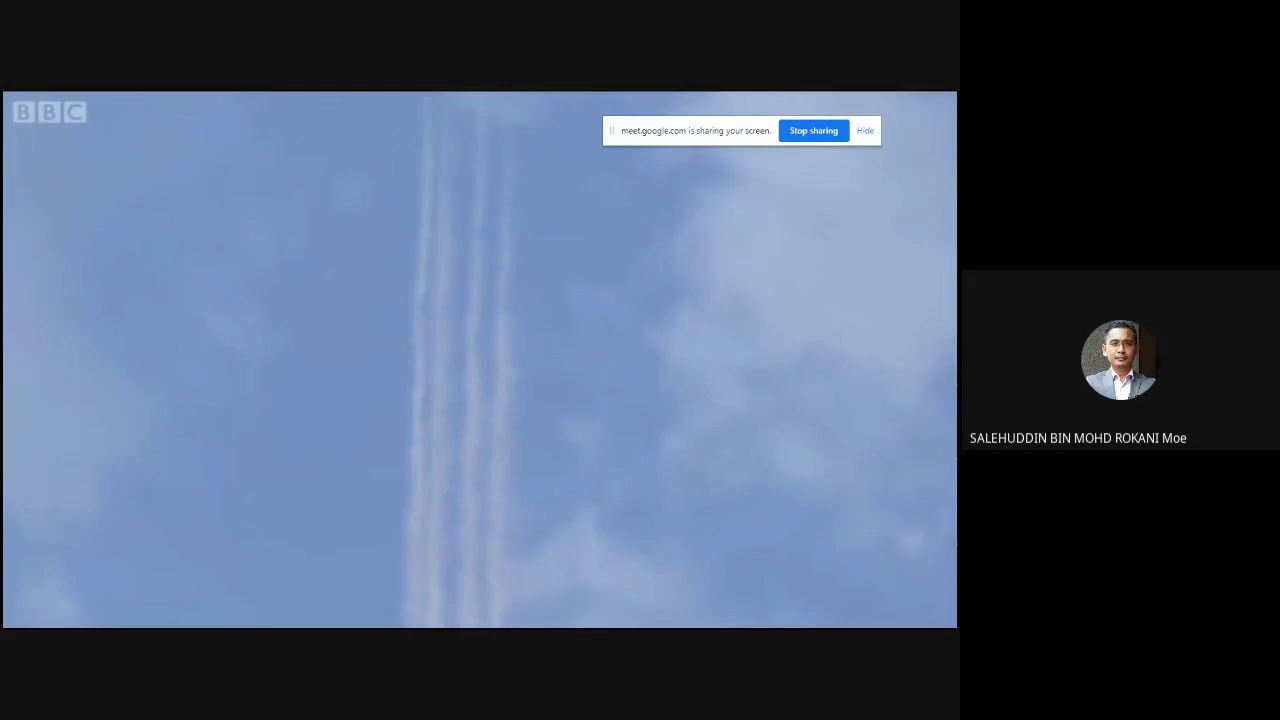 BBC
meet.google.com is sharing your screen.
Stop sharing
Hide
SALEHUDDIN BIN MOHD ROKANI Moe